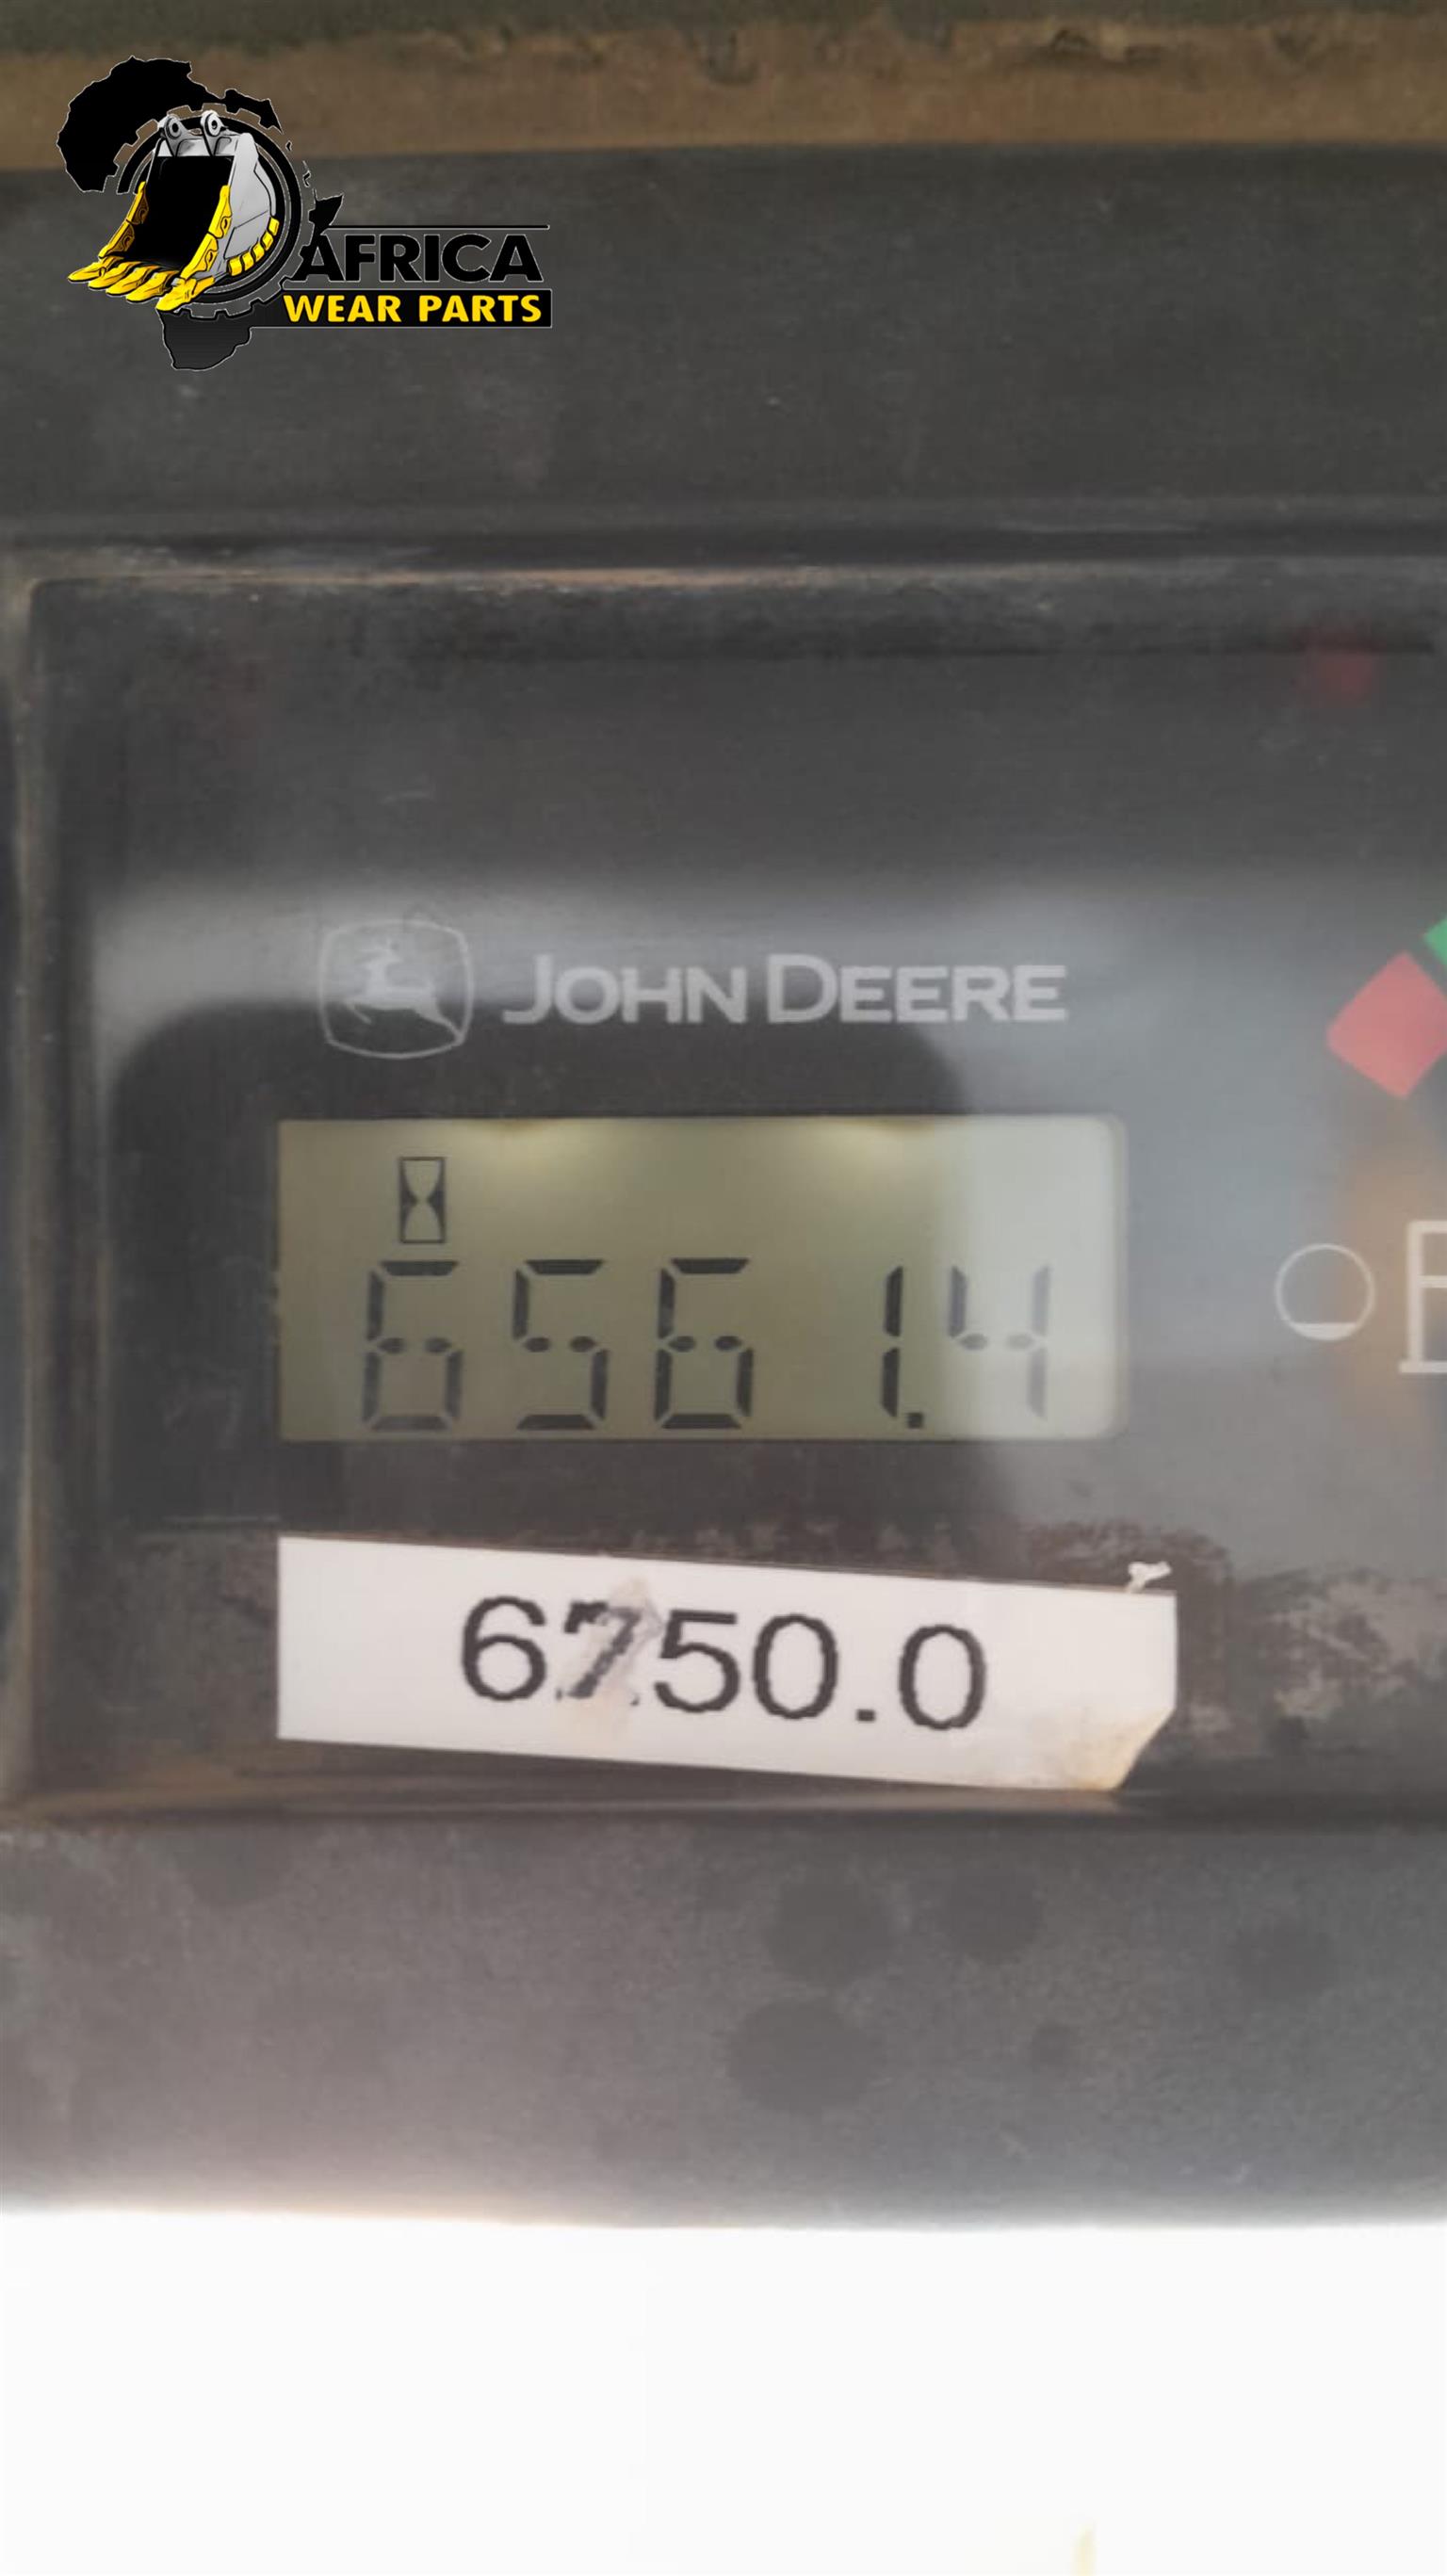 AFRICA
WEAR PARTS
JOHN DEERE
6561.4
6750.0